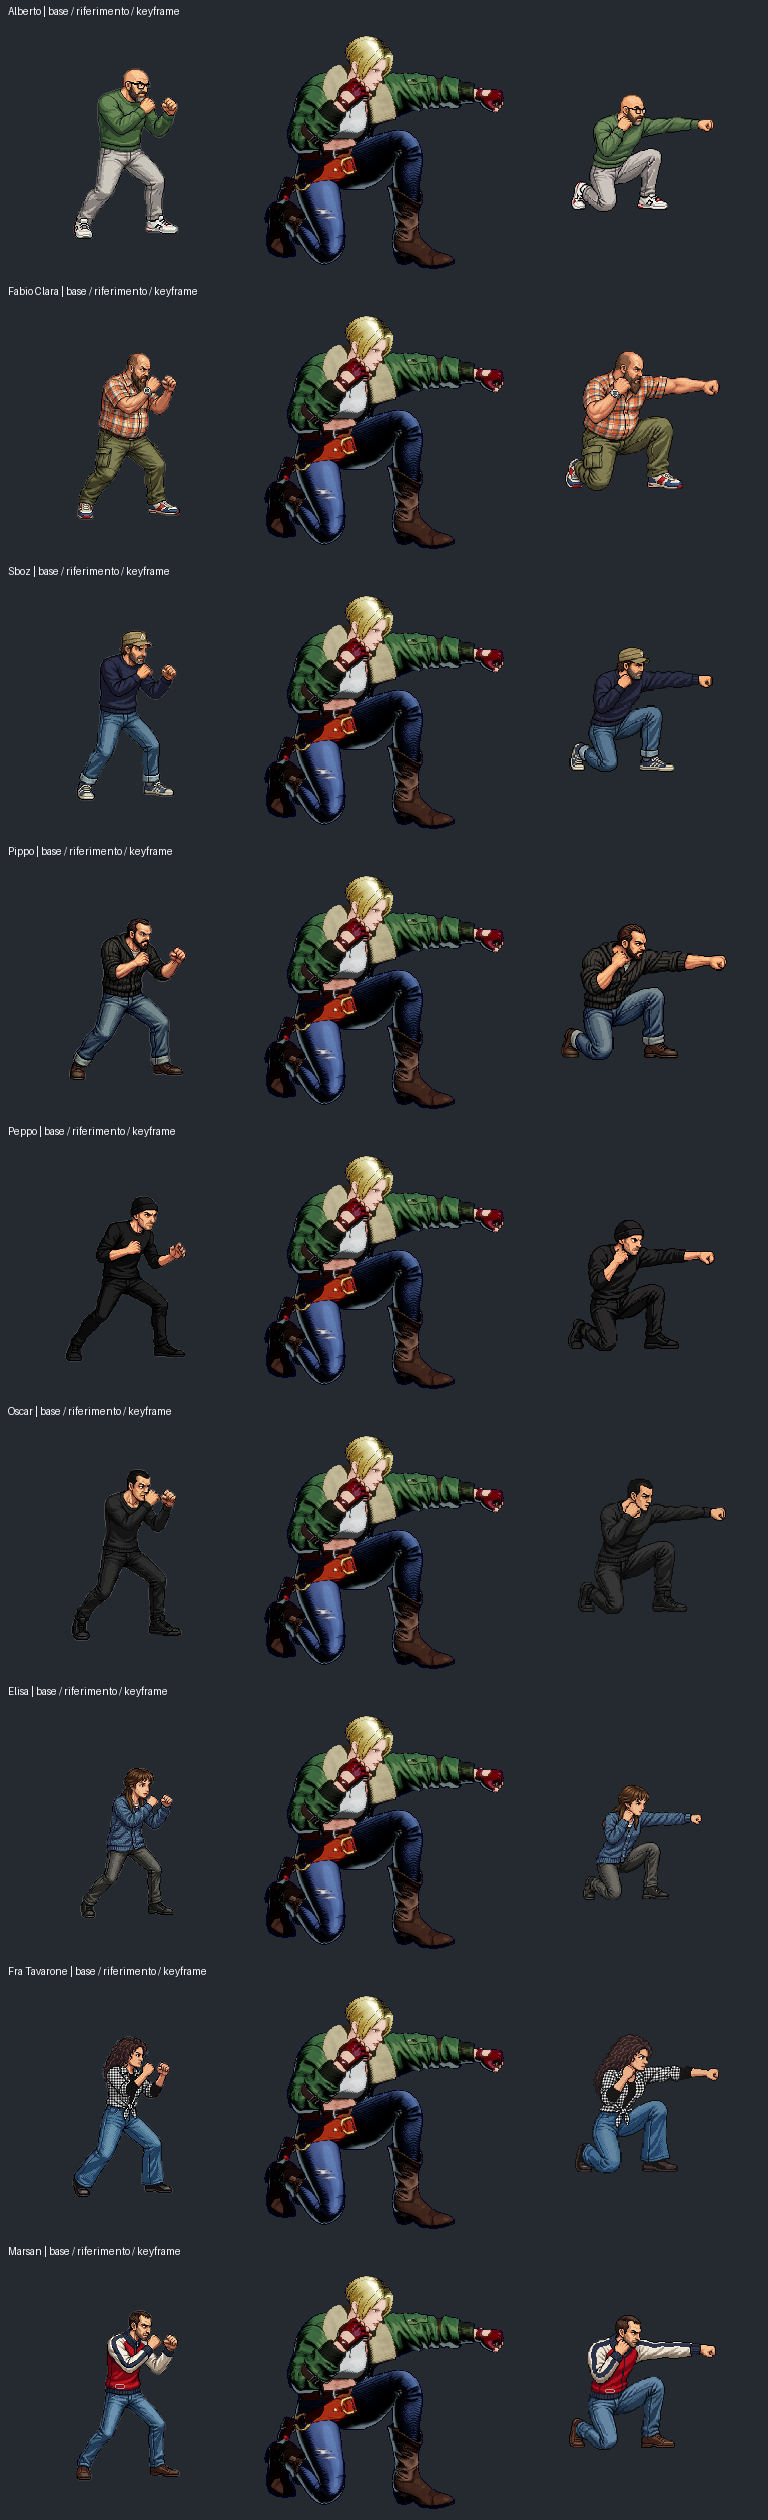 Alberto | base / riferimento / keyframe
Fabio Clara | base / riferimento / keyframe
Sboz | base / riferimento / keyframe
Pippo | base / riferimento / keyframe
Peppo | base / riferimento / keyframe
Oscar | base / riferimento / keyframe
Elisa | base / riferimento / keyframe
Fra Tavarone | base / riferimento / keyframe
Marsan | base / riferimento / keyframe